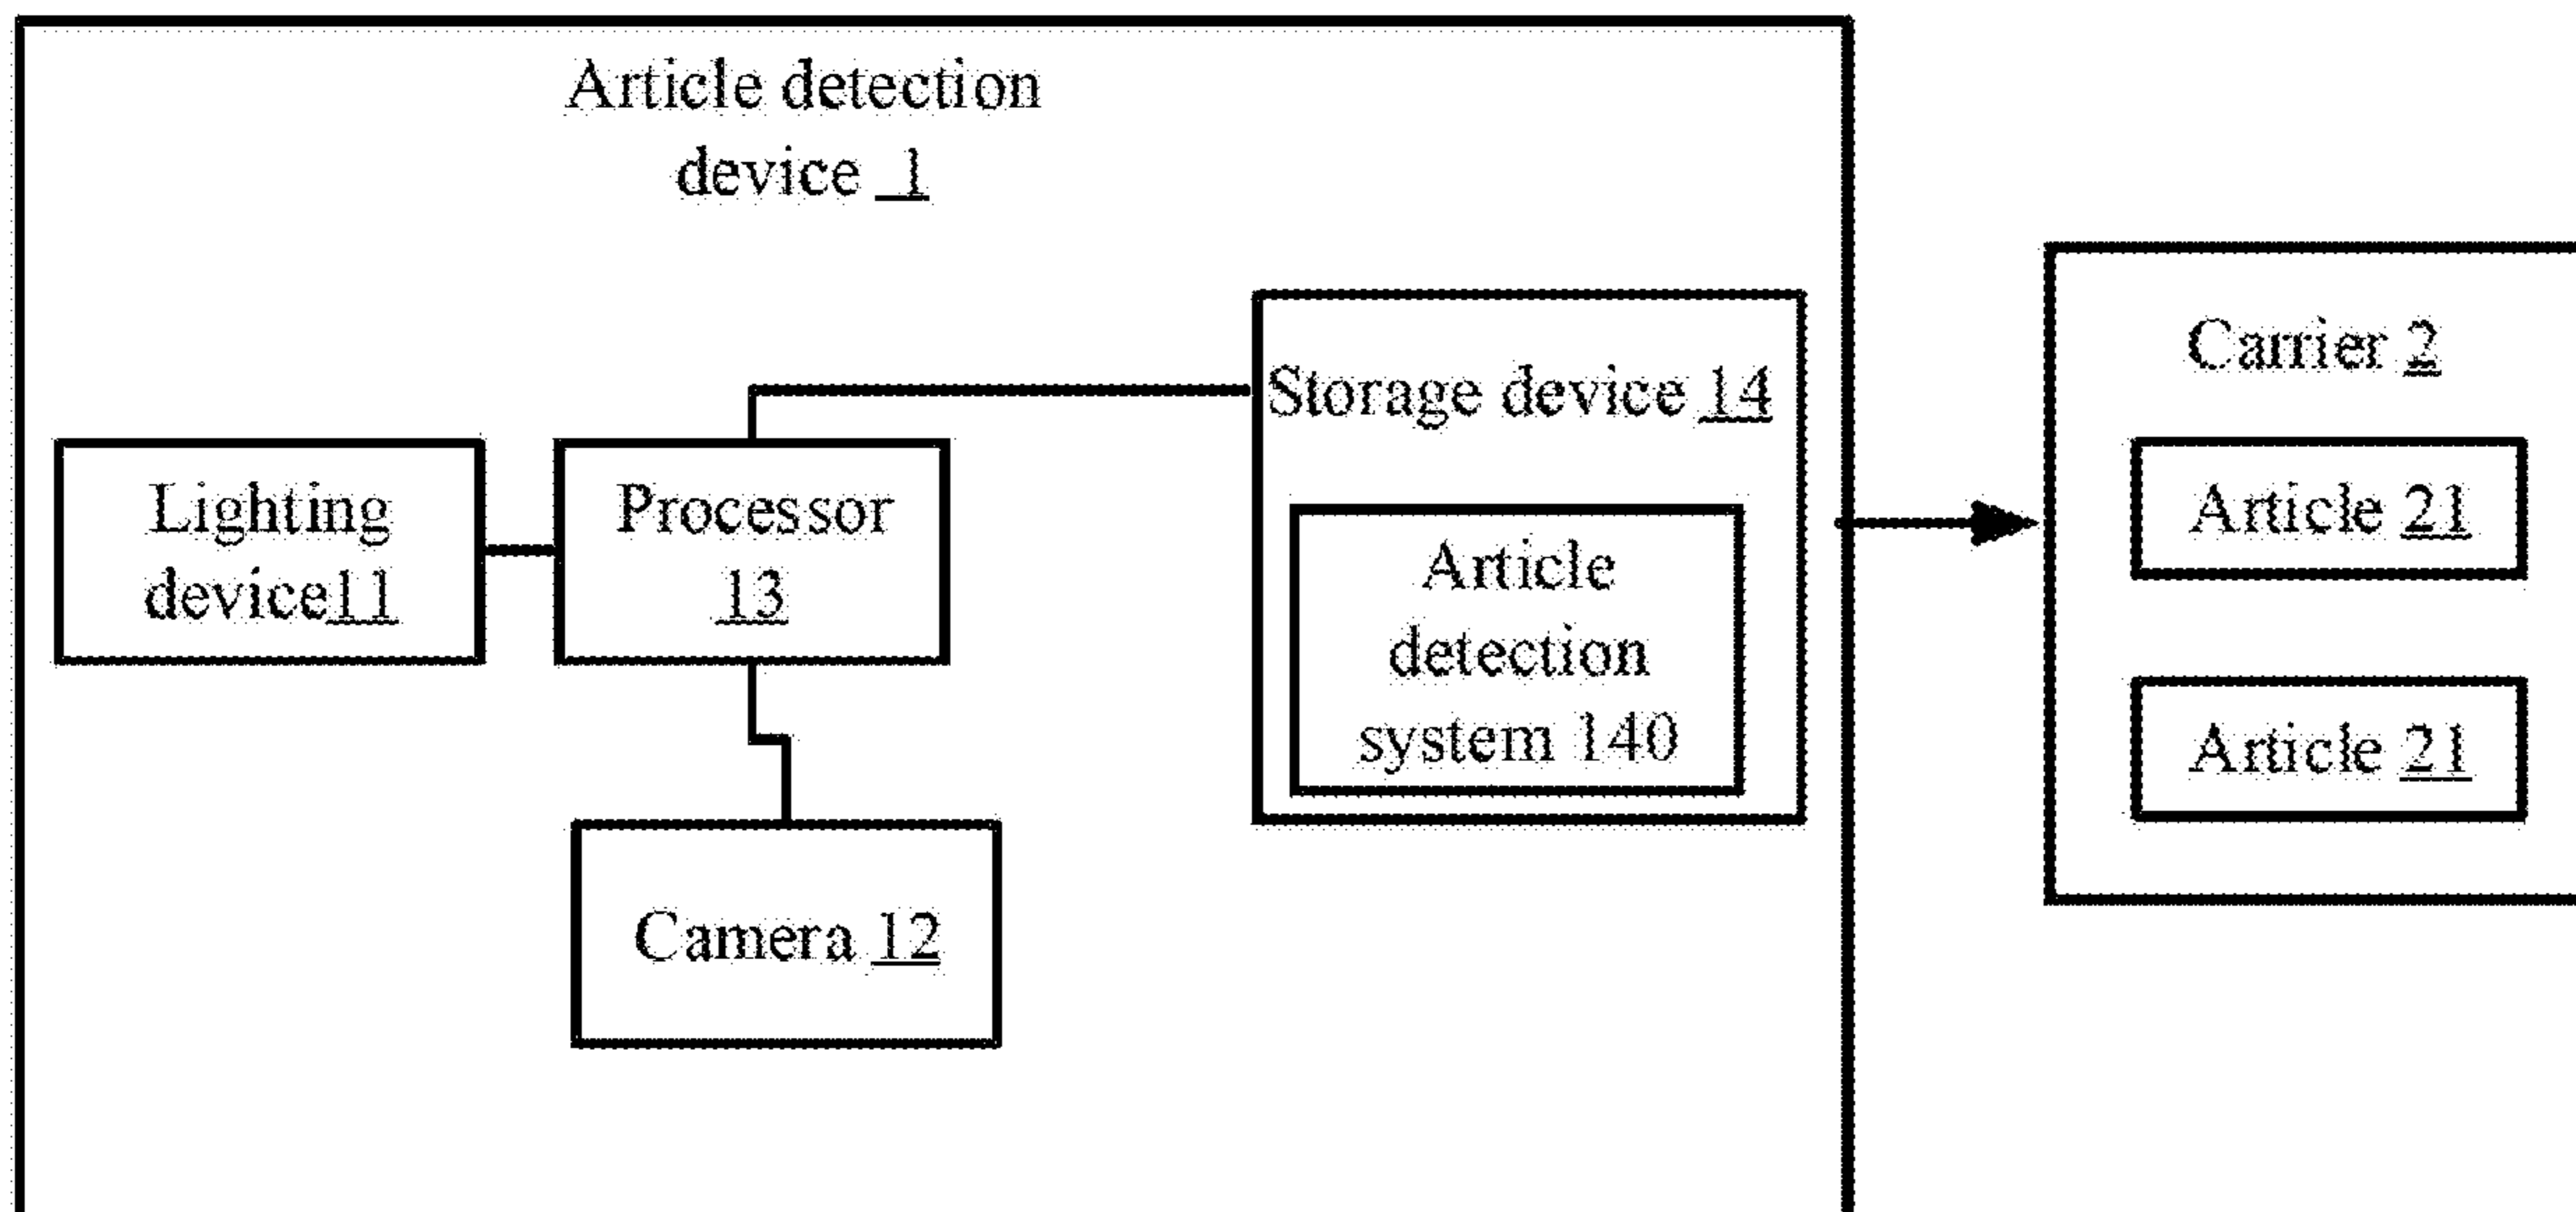 Article detection
device 1
Lighting
device11
Processor
13
Camera 12
Storage device 14
Article
detection
system 140
Carrier 2
Article 21
Article 21